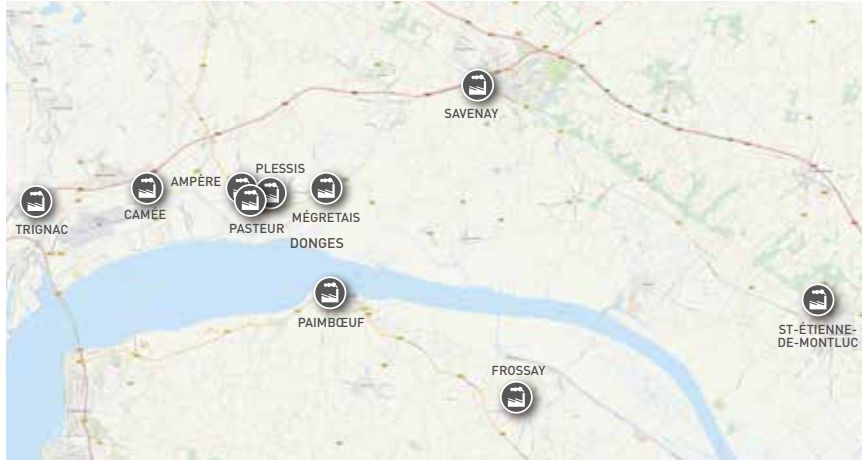 SAVENAY
PLESSIS
AMPÈRE
TRIGNAC
CAMÉE
PASTEUR
MÉGRETAIS
DONGES
PAIMBŒUF
ST-ÉTIENNE-
DE-MONTLUC
FROSSAY